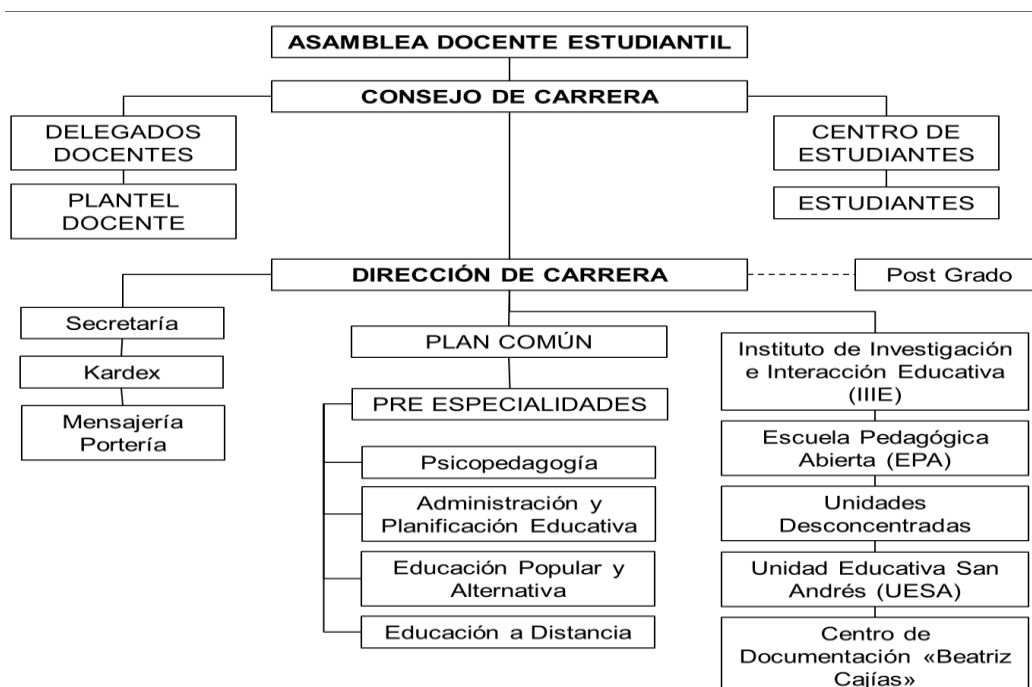 ASAMBLEA DOCENTE ESTUDIANTIL
CONSEJO DE CARRERA
DELEGADOS
DOCENTES
PLANTEL
DOCENTE
CENTRO DE
ESTUDIANTES
ESTUDIANTES
DIRECCIÓN DE CARRERA
Post Grado
Secretaría
Kardex
Mensajería
Portería
PLAN COMÚN
PRE ESPECIALIDADES
Psicopedagogía
Administración y
Planificación Educativa
Educación Popular y
Alternativa
Educación a Distancia
Instituto de Investigación
e Interacción Educativa
(IIIE)
Escuela Pedagógica
Abierta (EPA)
Unidades
Desconcentradas
Unidad Educativa San
Andrés (UESA)
Centro de
Documentación «Beatriz
Cajías»